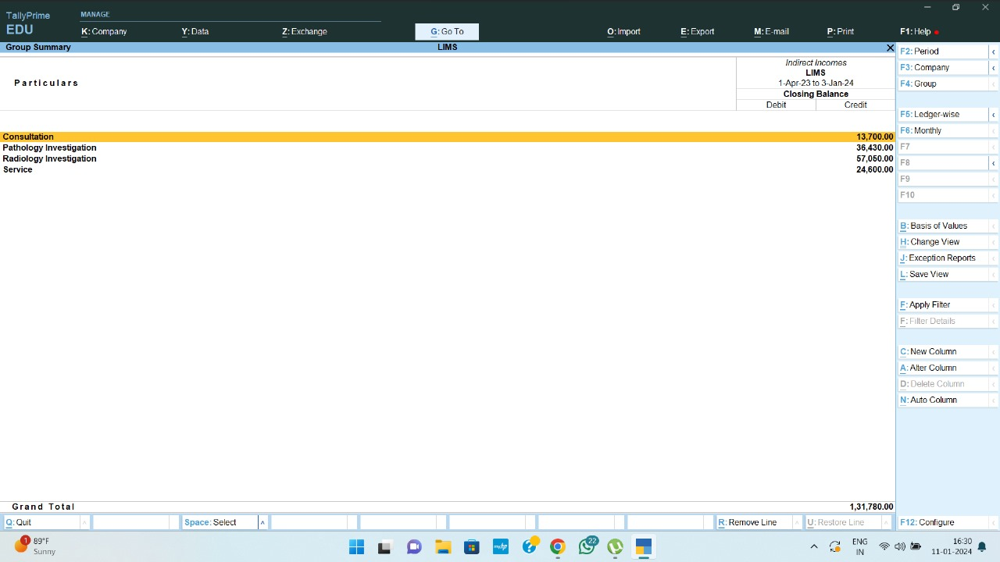 TallyPrime
EDU
MANAGE
K: Company
Y: Data
Z: Exchange
G: Go To
O: Import
E: Export
M: E-mail
P: Print
F1: Help
Group Summary
LIMS
F2: Period
F3: Company
F4: Group
F5: Ledger-wise
F6: Monthly
F7
F8
F9
F10
B: Basis of Values
H: Change View
J: Exception Reports
L: Save View
F: Apply Filter
F: Filter Details
C: New Column
A: Alter Column
D: Delete Column
N: Auto Column
F12: Configure
Particulars
Indirect Incomes
LIMS
1-Apr-23 to 3-Jan-24
Closing Balance
Debit Credit
Consultation 13,700.00
Pathology Investigation 36,430.00
Radiology Investigation 57,050.00
Service 24,600.00
Grand Total 1,31,780.00
Q: Quit
Space: Select
R: Remove Line
U: Restore Line
1
89°F
Sunny
myhp
22
ENG
IN
16:30
11-01-2024